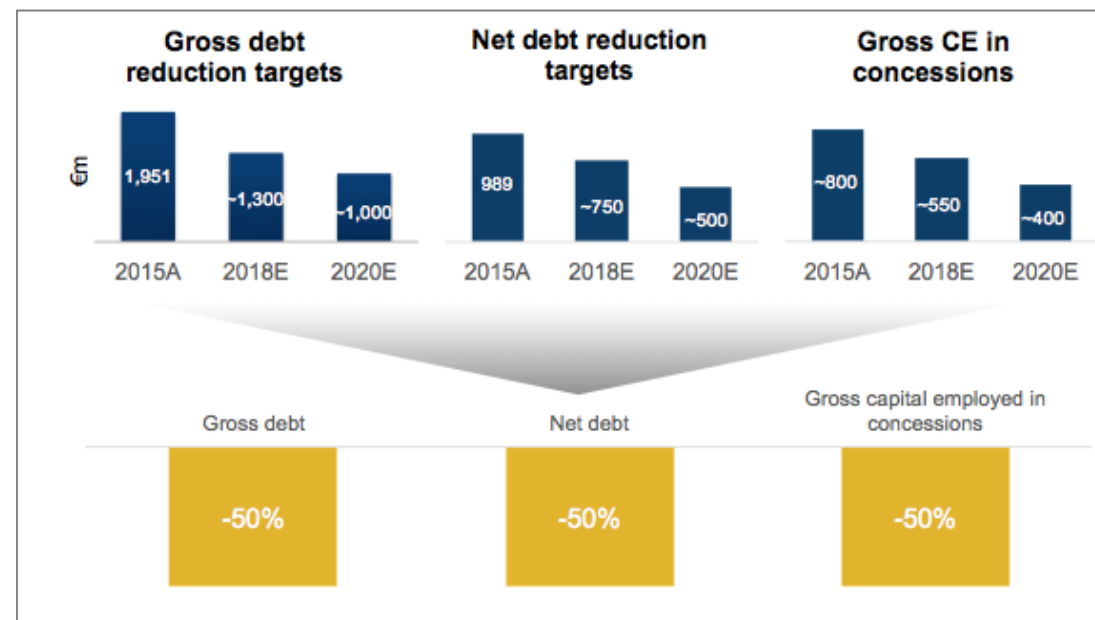 Gross debt
reduction targets
Net debt reduction
targets
Gross CE in
concessions
€m
1,951
~1,300
~1,000
989
~750
~500
~800
~550
~400
2015A 2018E 2020E
2015A 2018E 2020E
2015A 2018E 2020E
Gross debt
Net debt
Gross capital employed in
concessions
-50%
-50%
-50%